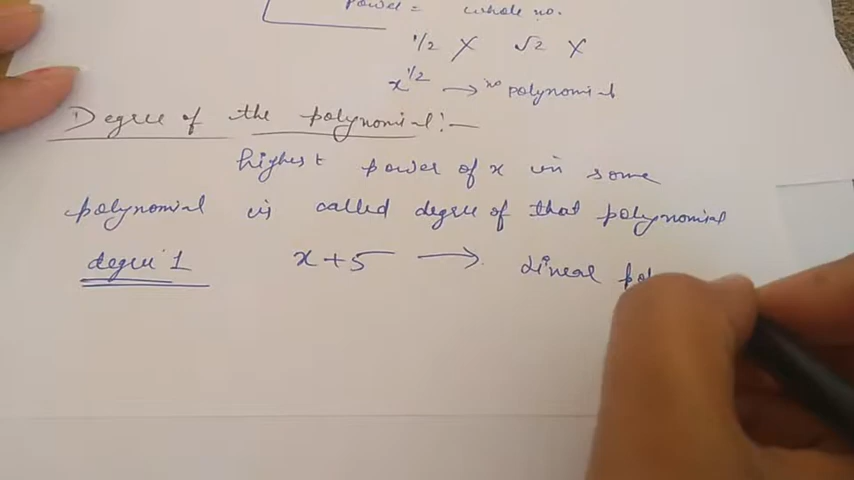 power = whole no.
1/2 X √2 X
x^1/2 → no polynomial
Degree of the polynomial:-
highest power of x in some
polynomial is called degree of that polynomial
degree 1 x+5 → Linear pol